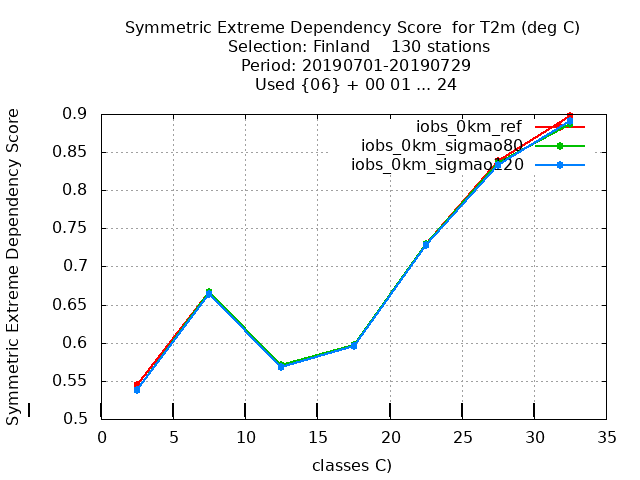 Symmetric Extreme Dependency Score for T2m (deg C)
Selection: Finland 130 stations
Period: 20190701-20190729
Used {06} + 00 01 ... 24
Symmetric Extreme Dependency Score
0.9
0.85
0.8
0.75
0.7
0.65
0.6
0.55
0.5
iobs_0km_ref
iobs_0km_sigmao80
iobs_0km_sigmao120
0 5 10 15 20 25 30 35
classes C)